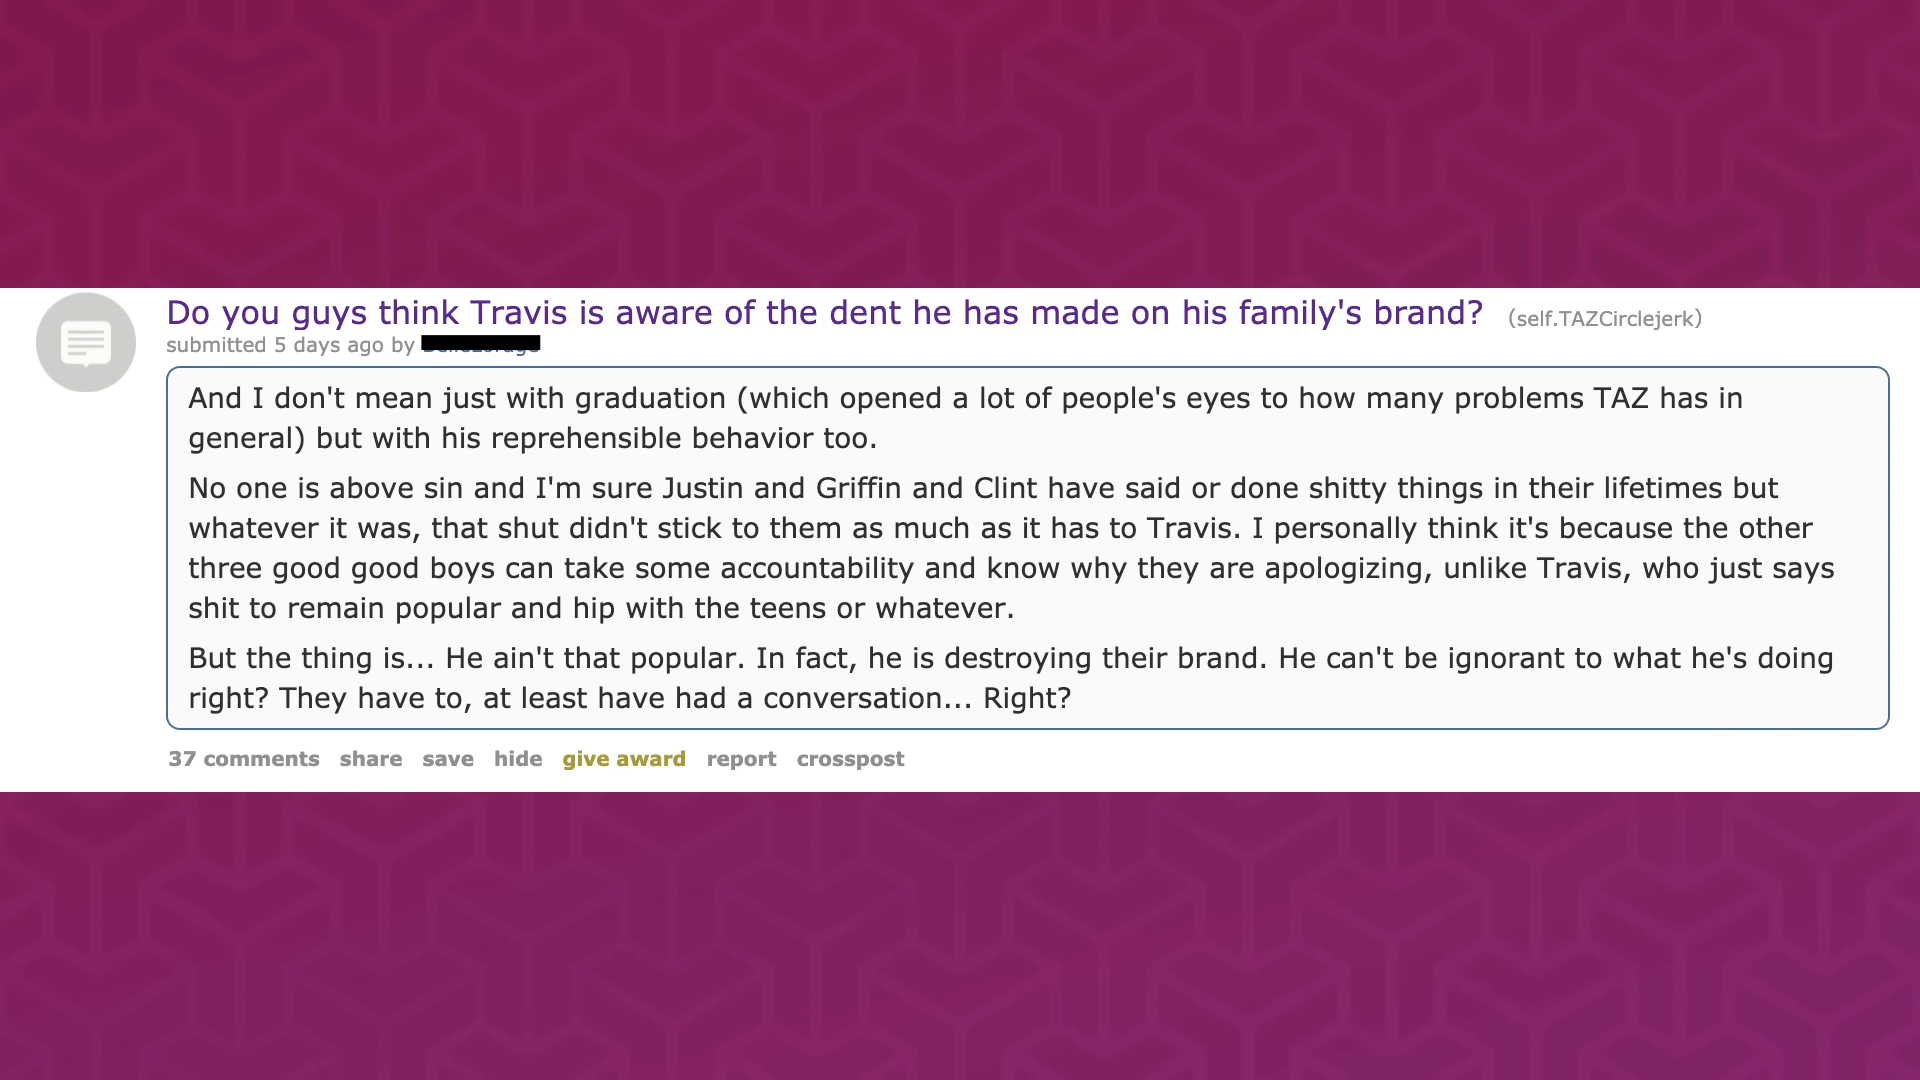 Do you guys think Travis is aware of the dent he has made on his family's brand? (self.TAZCirclejerk)
submitted 5 days ago by
And I don't mean just with graduation (which opened a lot of people's eyes to how many problems TAZ has in
general) but with his reprehensible behavior too.
No one is above sin and I'm sure Justin and Griffin and Clint have said or done shitty things in their lifetimes but
whatever it was, that shut didn't stick to them as much as it has to Travis. I personally think it's because the other
three good good boys can take some accountability and know why they are apologizing, unlike Travis, who just says
shit to remain popular and hip with the teens or whatever.
But the thing is... He ain't that popular. In fact, he is destroying their brand. He can't be ignorant to what he's doing
right? They have to, at least have had a conversation... Right?
37 comments share save hide give award report crosspost